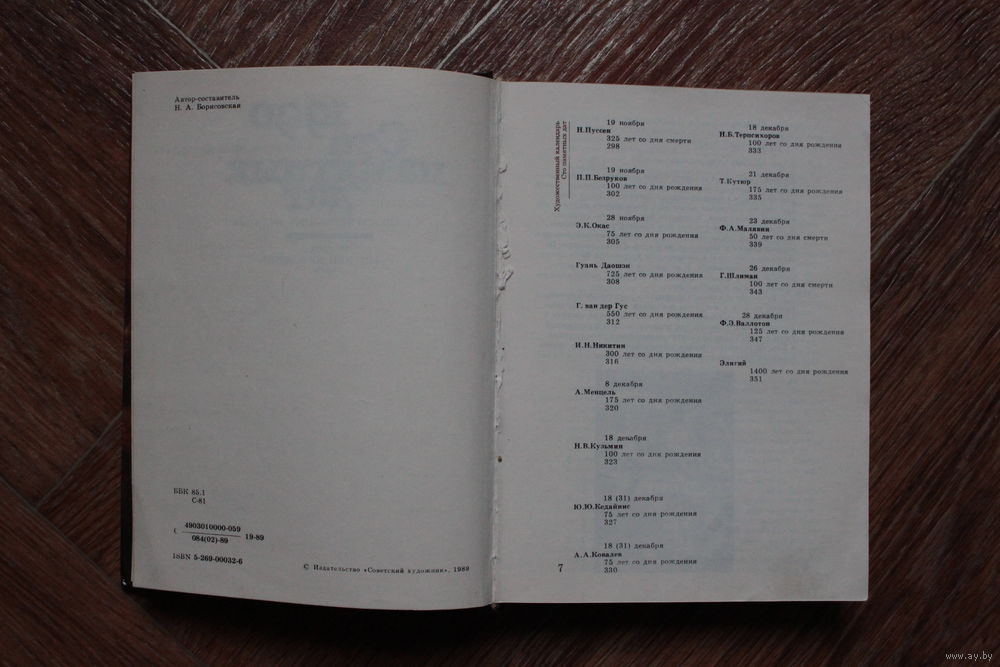 Автор-составитель
Н. А. Борисовская
ББК 85.1
С-81
С 4903010000-059
084(02)-89
19-89
ISBN 5-269-00032-6
© Издательство «Советский художник», 1989
Художественный календарь
Сто памятных дат
19 ноября
Н.Пуссен
325 лет со дня смерти
298
19 ноября
П.П.Безруков
100 лет со дня рождения
302
28 ноября
Э.К.Окас
75 лет со дня рождения
305
Гуань Даошэн
725 лет со дня рождения
308
Г. ван дер Гус
550 лет со дня рождения
312
И.Н.Никитин
300 лет со дня рождения
316
8 декабря
А.Менцель
175 лет со дня рождения
320
18 декабря
Н.В.Кузьмин
100 лет со дня рождения
323
18 (31) декабря
Ю.Ю.Кедайнис
75 лет со дня рождения
327
18 (31) декабря
А.А.Ковалев
75 лет со дня рождения
330
7
18 декабря
Н.Б.Терпсихоров
100 лет со дня рождения
333
21 декабря
Т.Кутюр
175 лет со дня рождения
335
23 декабря
Ф.А.Малявин
50 лет со дня смерти
339
26 декабря
Г.Шлиман
100 лет со дня смерти
343
28 декабря
Ф.Э.Валлотон
125 лет со дня рождения
347
Элигий
1400 лет со дня рождения
351
www.ay.by